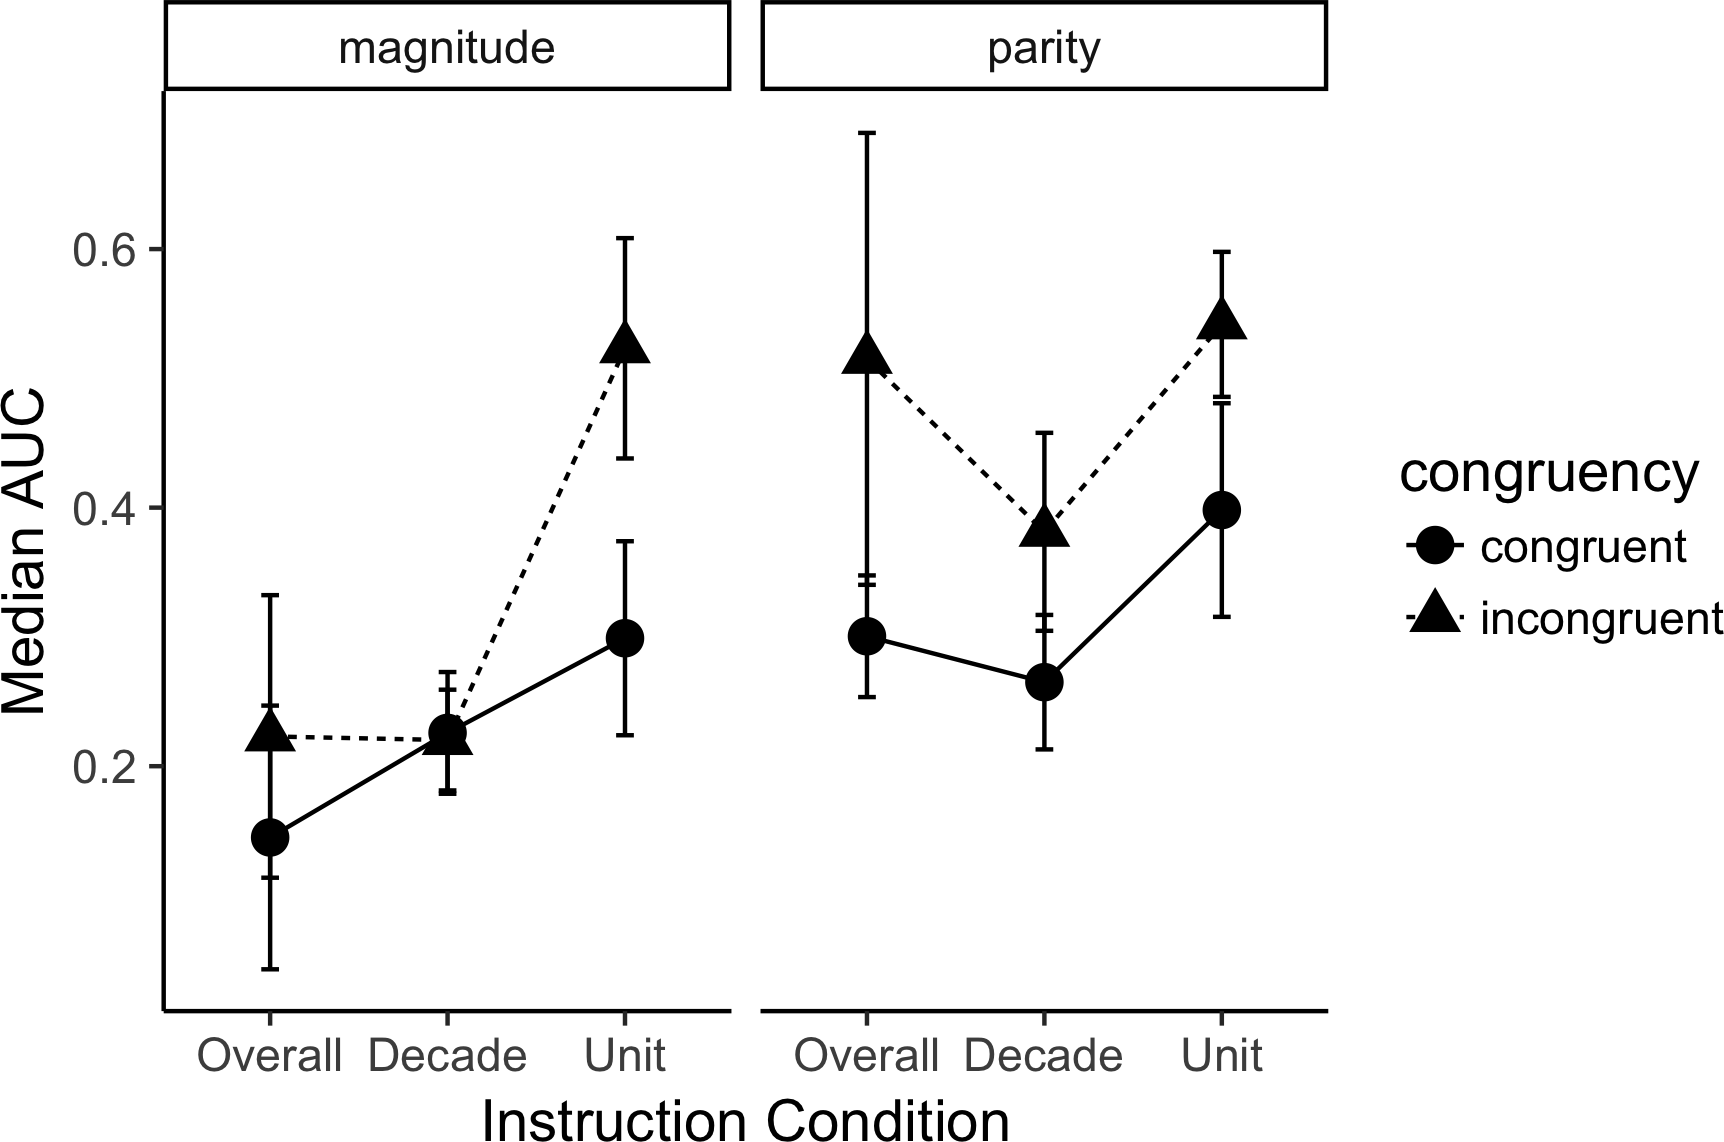 magnitude parity
Median AUC
0.6
0.4
0.2
Overall Decade Unit Overall Decade Unit
Instruction Condition
congruency
congruent
incongruent